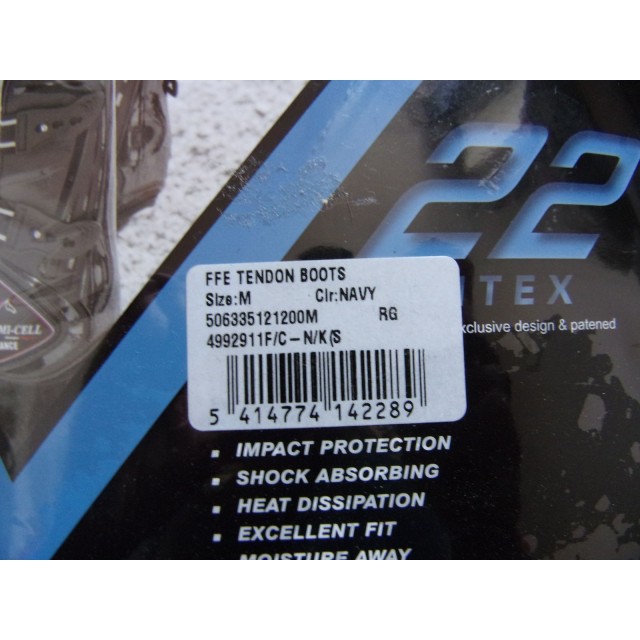 22
TEX
exclusive design & patened
FFE TENDON BOOTS
Size:M Clr:NAVY
506335121200M RG
4992911F/C-N/K(S
5 414774 142289
MI-CELL
▪ IMPACT PROTECTION
▪ SHOCK ABSORBING
▪ HEAT DISSIPATION
▪ EXCELLENT FIT
▪ MOISTURE AWAY